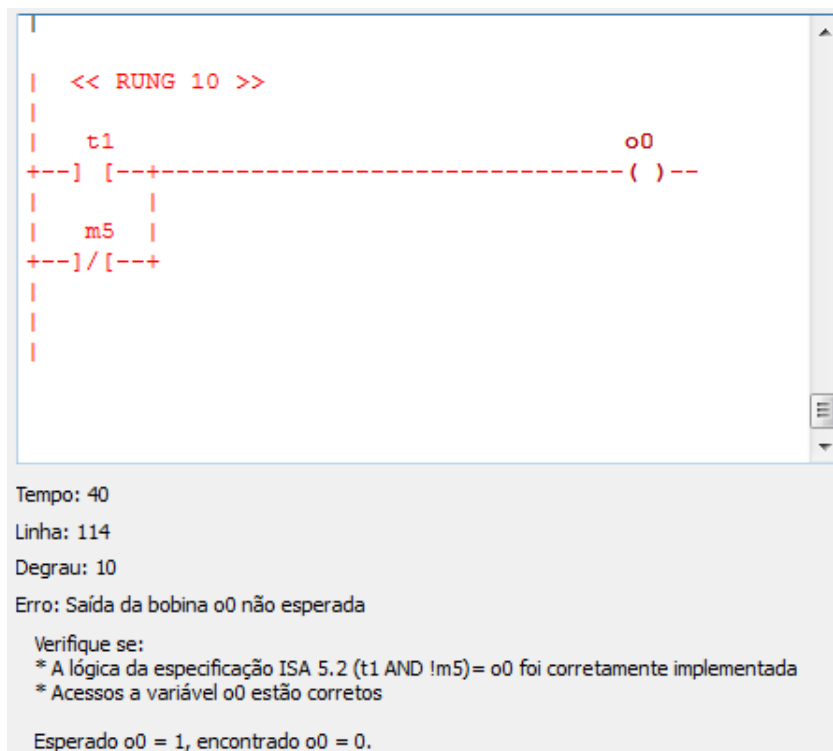 |
| << RUNG 10 >>
|
| t1 o0
+--] [--+-------------------------------( )--
| |
| m5 |
+--]/[--+
|
|
|
Tempo: 40
Linha: 114
Degrau: 10
Erro: Saída da bobina o0 não esperada
Verifique se:
* A lógica da especificação ISA 5.2 (t1 AND !m5)= o0 foi corretamente implementada
* Acessos a variável o0 estão corretos
Esperado o0 = 1, encontrado o0 = 0.